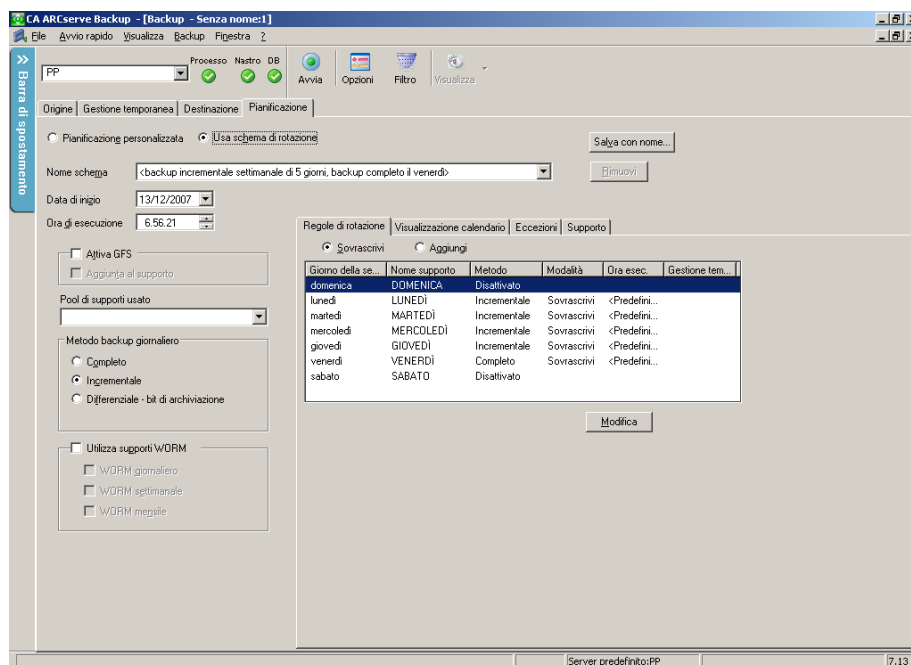 CA ARCserve Backup - [Backup - Senza nome:1]
File Avvio rapido Visualizza Backup Finestra ?
Barra di spostamento
PP
Processo Nastro DB
Avvia Opzioni Filtro Visualizza
Origine Gestione temporanea Destinazione Pianificazione
Pianificazione personalizzata Usa schema di rotazione
Salva con nome...
Nome schema <backup incrementale settimanale di 5 giorni, backup completo il venerdì>
Rimuovi
Data di inizio 13/12/2007
Ora di esecuzione 6.56.21
Attiva GFS
Aggiunta al supporto
Pool di supporti usato
Metodo backup giornaliero
Completo
Incrementale
Differenziale - bit di archiviazione
Utilizza supporti WORM
WORM giornaliero
WORM settimanale
WORM mensile
Regole di rotazione Visualizzazione calendario Eccezioni Supporto
Sovrascrivi Aggiungi
Giorno della se... Nome supporto Metodo Modalità Ora esec. Gestione tem...
domenica DOMENICA Disattivato
lunedì LUNEDÌ Incrementale Sovrascrivi <Predefini...
martedì MARTEDÌ Incrementale Sovrascrivi <Predefini...
mercoledì MERCOLEDÌ Incrementale Sovrascrivi <Predefini...
giovedì GIOVEDÌ Incrementale Sovrascrivi <Predefini...
venerdì VENERDÌ Completo Sovrascrivi <Predefini...
sabato SABATO Disattivato
Modifica
Server predefinito:PP
7.13